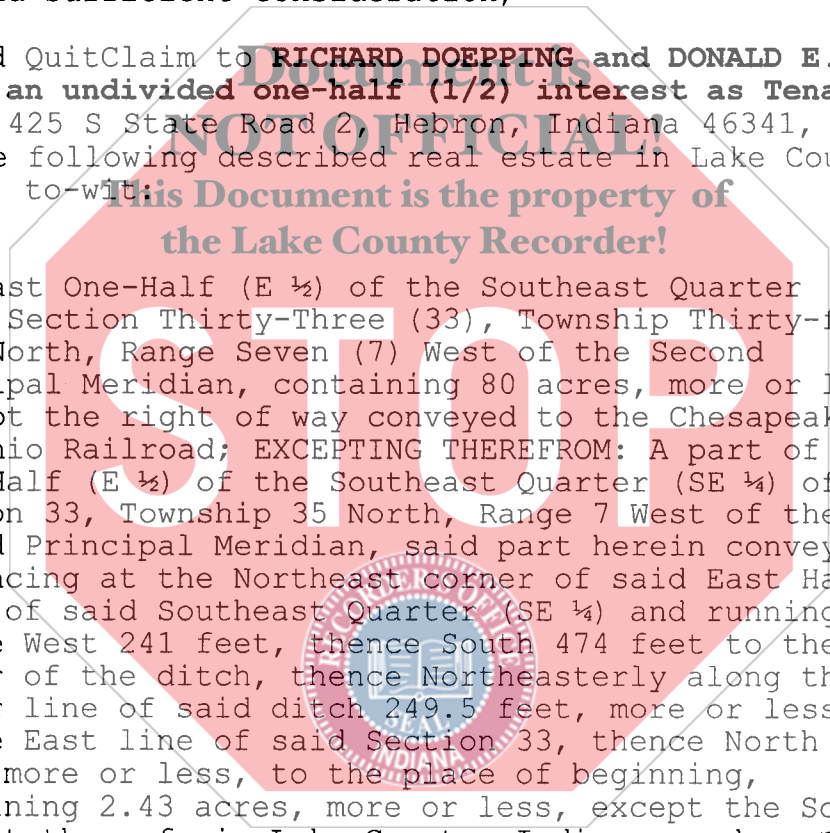 d sufficient consideration,
d QuitClaim to RICHARD DOEPPING and DONALD E.
an undivided one-half (1/2) interest as Tena
425 S State Road 2, Hebron, Indiana 46341,
e following described real estate in Lake Cou
to-wit:
Document is
NOT OFFICIAL!
This Document is the property of
the Lake County Recorder!
ast One-Half (E ½) of the Southeast Quarter
Section Thirty-Three (33), Township Thirty-f
North, Range Seven (7) West of the Second
ipal Meridian, containing 80 acres, more or l
pt the right of way conveyed to the Chesapeak
hio Railroad; EXCEPTING THEREFROM: A part of
Half (E ½) of the Southeast Quarter (SE ¼) of
on 33, Township 35 North, Range 7 West of the
d Principal Meridian, said part herein convey
ncing at the Northeast corner of said East Ha
of said Southeast Quarter (SE ¼) and running
e West 241 feet, thence South 474 feet to the
r of the ditch, thence Northeasterly along th
r line of said ditch 249.5 feet, more or less
e East line of said Section 33, thence North
more or less, to the place of beginning,
ning 2.43 acres, more or less, except the So
STOP
RECORDER'S OFFICE
SEAL
INDIANA